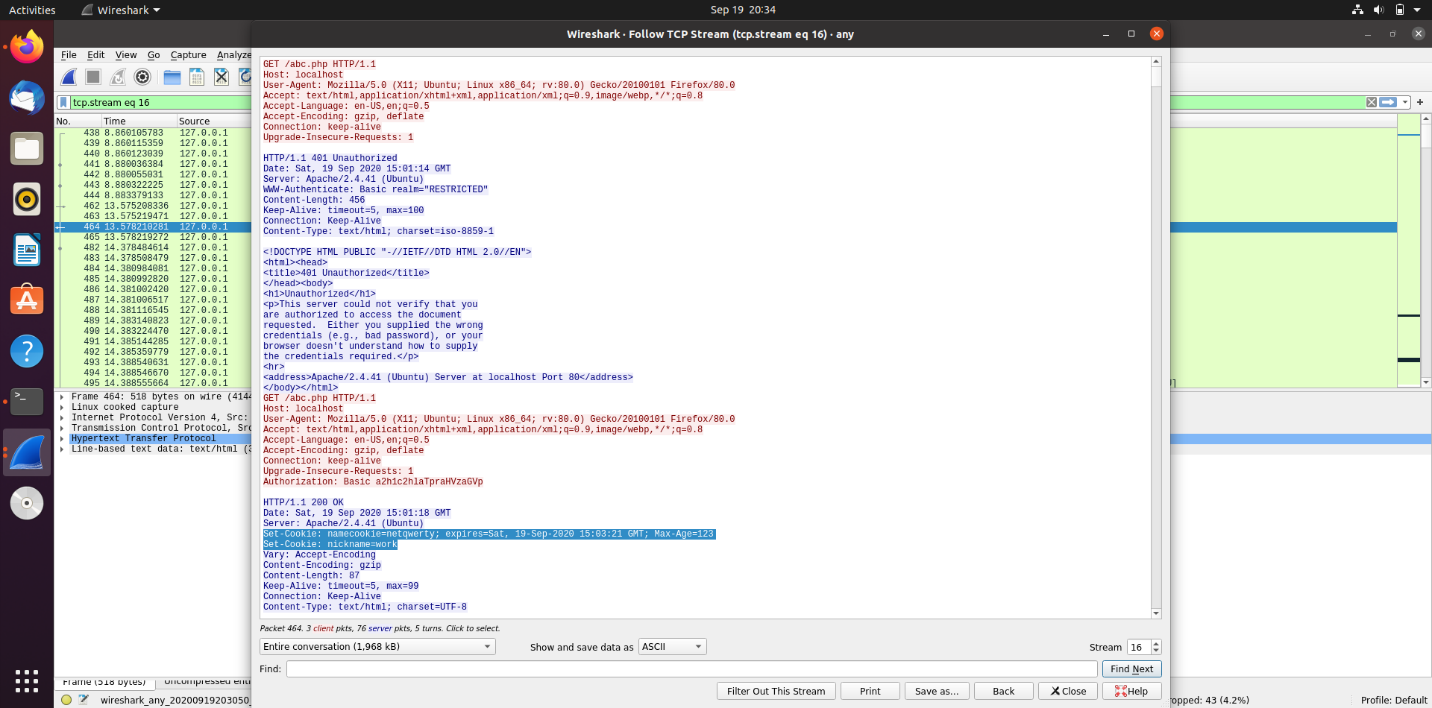 Activities
Wireshark
Sep 19 20:34
Wireshark · Follow TCP Stream (tcp.stream eq 16) · any
File Edit View Go Capture Analyze
tcp.stream eq 16
No. Time Source
438 8.860105783 127.0.0.1
439 8.860115359 127.0.0.1
440 8.860123039 127.0.0.1
441 8.880036384 127.0.0.1
442 8.880055031 127.0.0.1
443 8.880322225 127.0.0.1
444 8.883379133 127.0.0.1
462 13.575208336 127.0.0.1
463 13.575219471 127.0.0.1
464 13.578210281 127.0.0.1
465 13.578219272 127.0.0.1
482 14.378484614 127.0.0.1
483 14.378508479 127.0.0.1
484 14.380984081 127.0.0.1
485 14.380992820 127.0.0.1
486 14.381002420 127.0.0.1
487 14.381006517 127.0.0.1
488 14.381116545 127.0.0.1
489 14.383140823 127.0.0.1
490 14.383224470 127.0.0.1
491 14.385144285 127.0.0.1
492 14.385359779 127.0.0.1
493 14.388540631 127.0.0.1
494 14.388546670 127.0.0.1
495 14.388555664 127.0.0.1
Frame 464: 518 bytes on wire (4144
Linux cooked capture
Internet Protocol Version 4, Src:
Transmission Control Protocol, Src
Hypertext Transfer Protocol
Line-based text data: text/html (3
GET /abc.php HTTP/1.1
Host: localhost
User-Agent: Mozilla/5.0 (X11; Ubuntu; Linux x86_64; rv:80.0) Gecko/20100101 Firefox/80.0
Accept: text/html,application/xhtml+xml,application/xml;q=0.9,image/webp,*/*;q=0.8
Accept-Language: en-US,en;q=0.5
Accept-Encoding: gzip, deflate
Connection: keep-alive
Upgrade-Insecure-Requests: 1
HTTP/1.1 401 Unauthorized
Date: Sat, 19 Sep 2020 15:01:14 GMT
Server: Apache/2.4.41 (Ubuntu)
WWW-Authenticate: Basic realm="RESTRICTED"
Content-Length: 456
Keep-Alive: timeout=5, max=100
Connection: Keep-Alive
Content-Type: text/html; charset=iso-8859-1
<!DOCTYPE HTML PUBLIC "-//IETF//DTD HTML 2.0//EN">
<html><head>
<title>401 Unauthorized</title>
</head><body>
<h1>Unauthorized</h1>
<p>This server could not verify that you
are authorized to access the document
requested.  Either you supplied the wrong
credentials (e.g., bad password), or your
browser doesn't understand how to supply
the credentials required.</p>
<hr>
<address>Apache/2.4.41 (Ubuntu) Server at localhost Port 80</address>
</body></html>
GET /abc.php HTTP/1.1
Host: localhost
User-Agent: Mozilla/5.0 (X11; Ubuntu; Linux x86_64; rv:80.0) Gecko/20100101 Firefox/80.0
Accept: text/html,application/xhtml+xml,application/xml;q=0.9,image/webp,*/*;q=0.8
Accept-Language: en-US,en;q=0.5
Accept-Encoding: gzip, deflate
Connection: keep-alive
Upgrade-Insecure-Requests: 1
Authorization: Basic a2h1c2hlaTpraHVzaGVp
HTTP/1.1 200 OK
Date: Sat, 19 Sep 2020 15:01:18 GMT
Server: Apache/2.4.41 (Ubuntu)
Set-Cookie: namecookie=netqwerty; expires=Sat, 19-Sep-2020 15:03:21 GMT; Max-Age=123
Set-Cookie: nickname=work
Vary: Accept-Encoding
Content-Encoding: gzip
Content-Length: 87
Keep-Alive: timeout=5, max=99
Connection: Keep-Alive
Content-Type: text/html; charset=UTF-8
Packet 464. 3 client pkts, 76 server pkts, 5 turns. Click to select.
Entire conversation (1,968 kB)
Show and save data as ASCII
Stream 16
Find:
Find Next
Filter Out This Stream
Print
Save as...
Back
Close
Help
Frame (518 bytes)
wireshark_any_20200919203050_
opped: 43 (4.2%)
Profile: Default